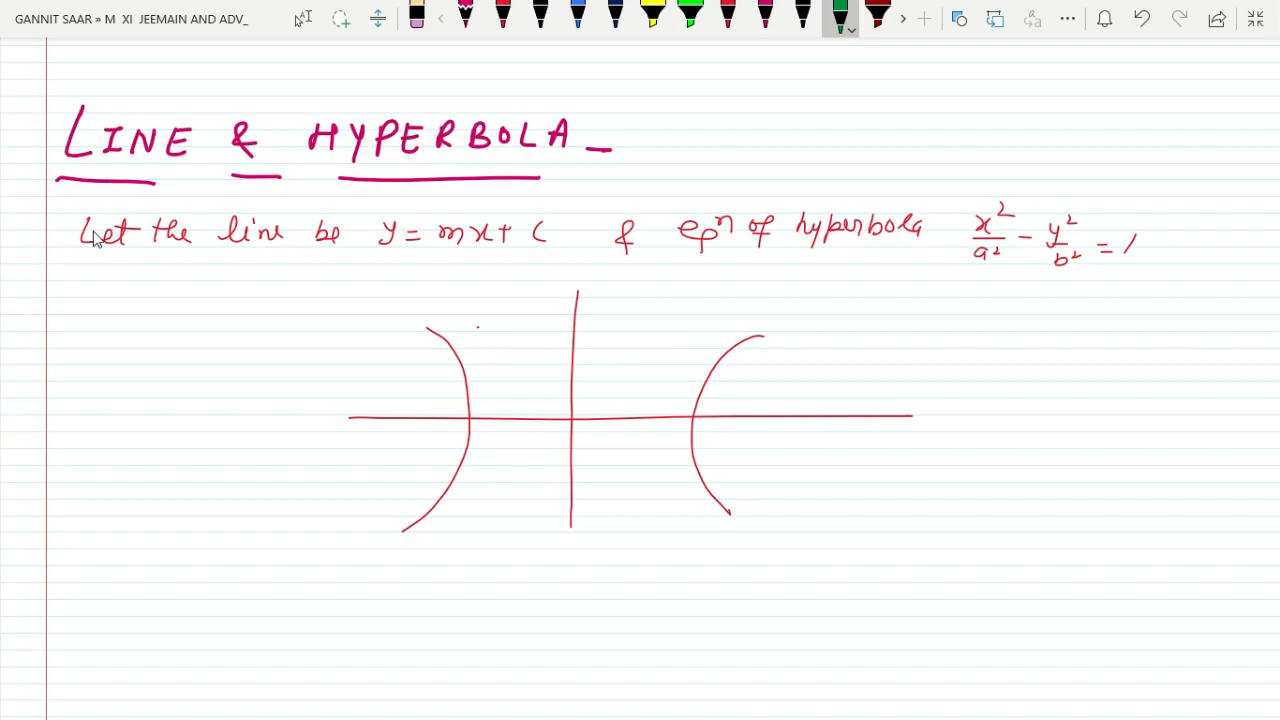 GANNIT SAAR » M XI JEEMAIN AND ADV_
LINE & HYPERBOLA _
Let the line be y = mx + c & eqⁿ of hyperbola x²/a² - y²/b² = 1